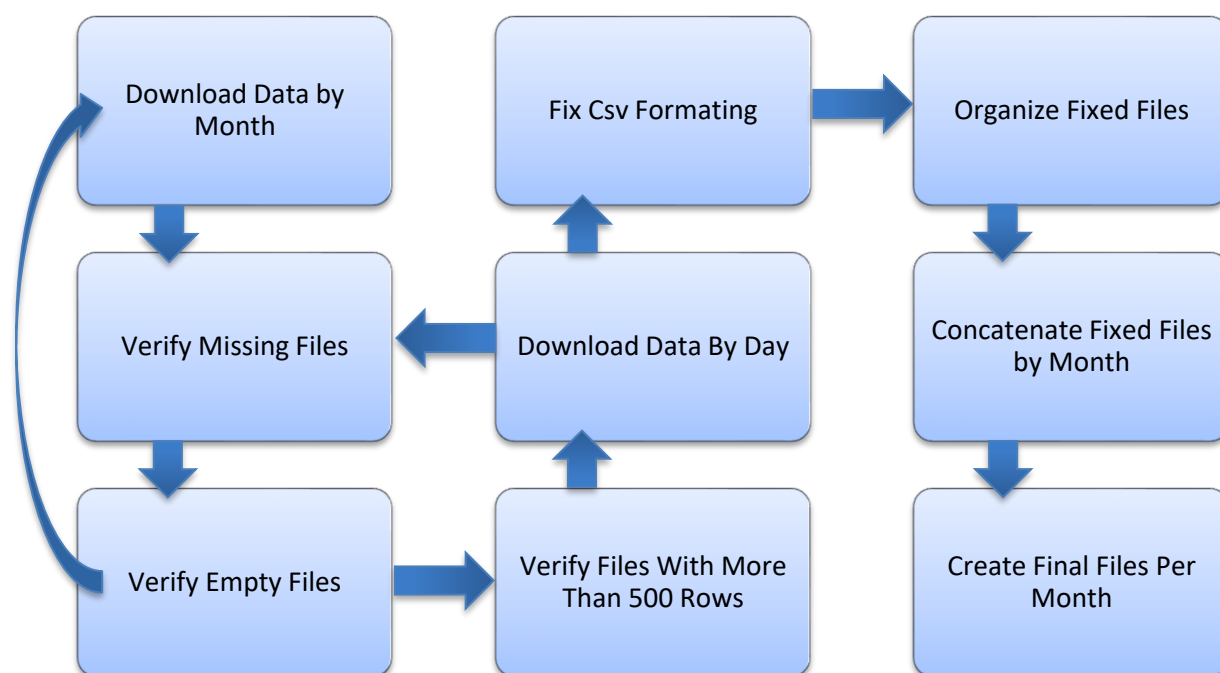 Download Data by
Month
Verify Missing Files
Verify Empty Files
Verify Files With More
Than 500 Rows
Download Data By Day
Fix Csv Formating
Organize Fixed Files
Concatenate Fixed Files
by Month
Create Final Files Per
Month